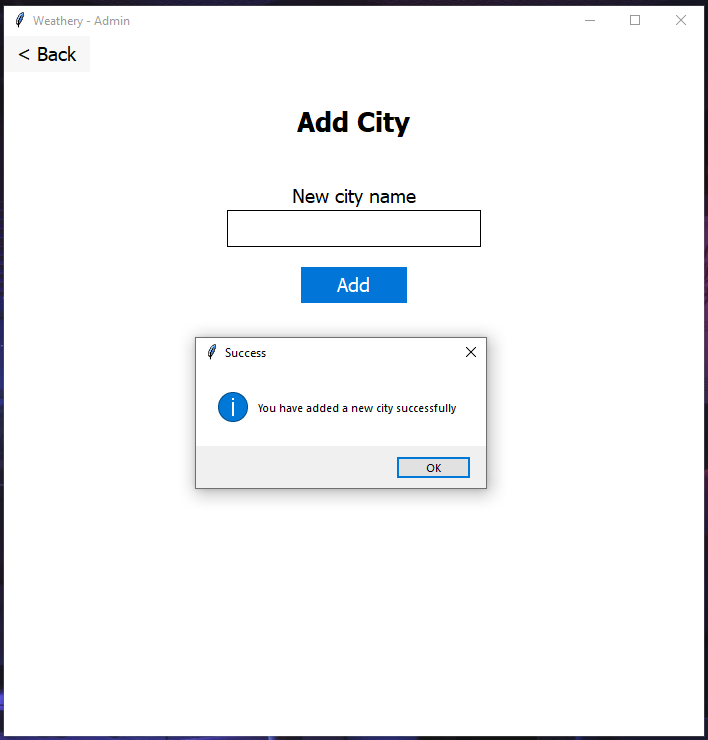 Weathery - Admin
< Back
Add City
New city name
Add
Success
You have added a new city successfully
OK